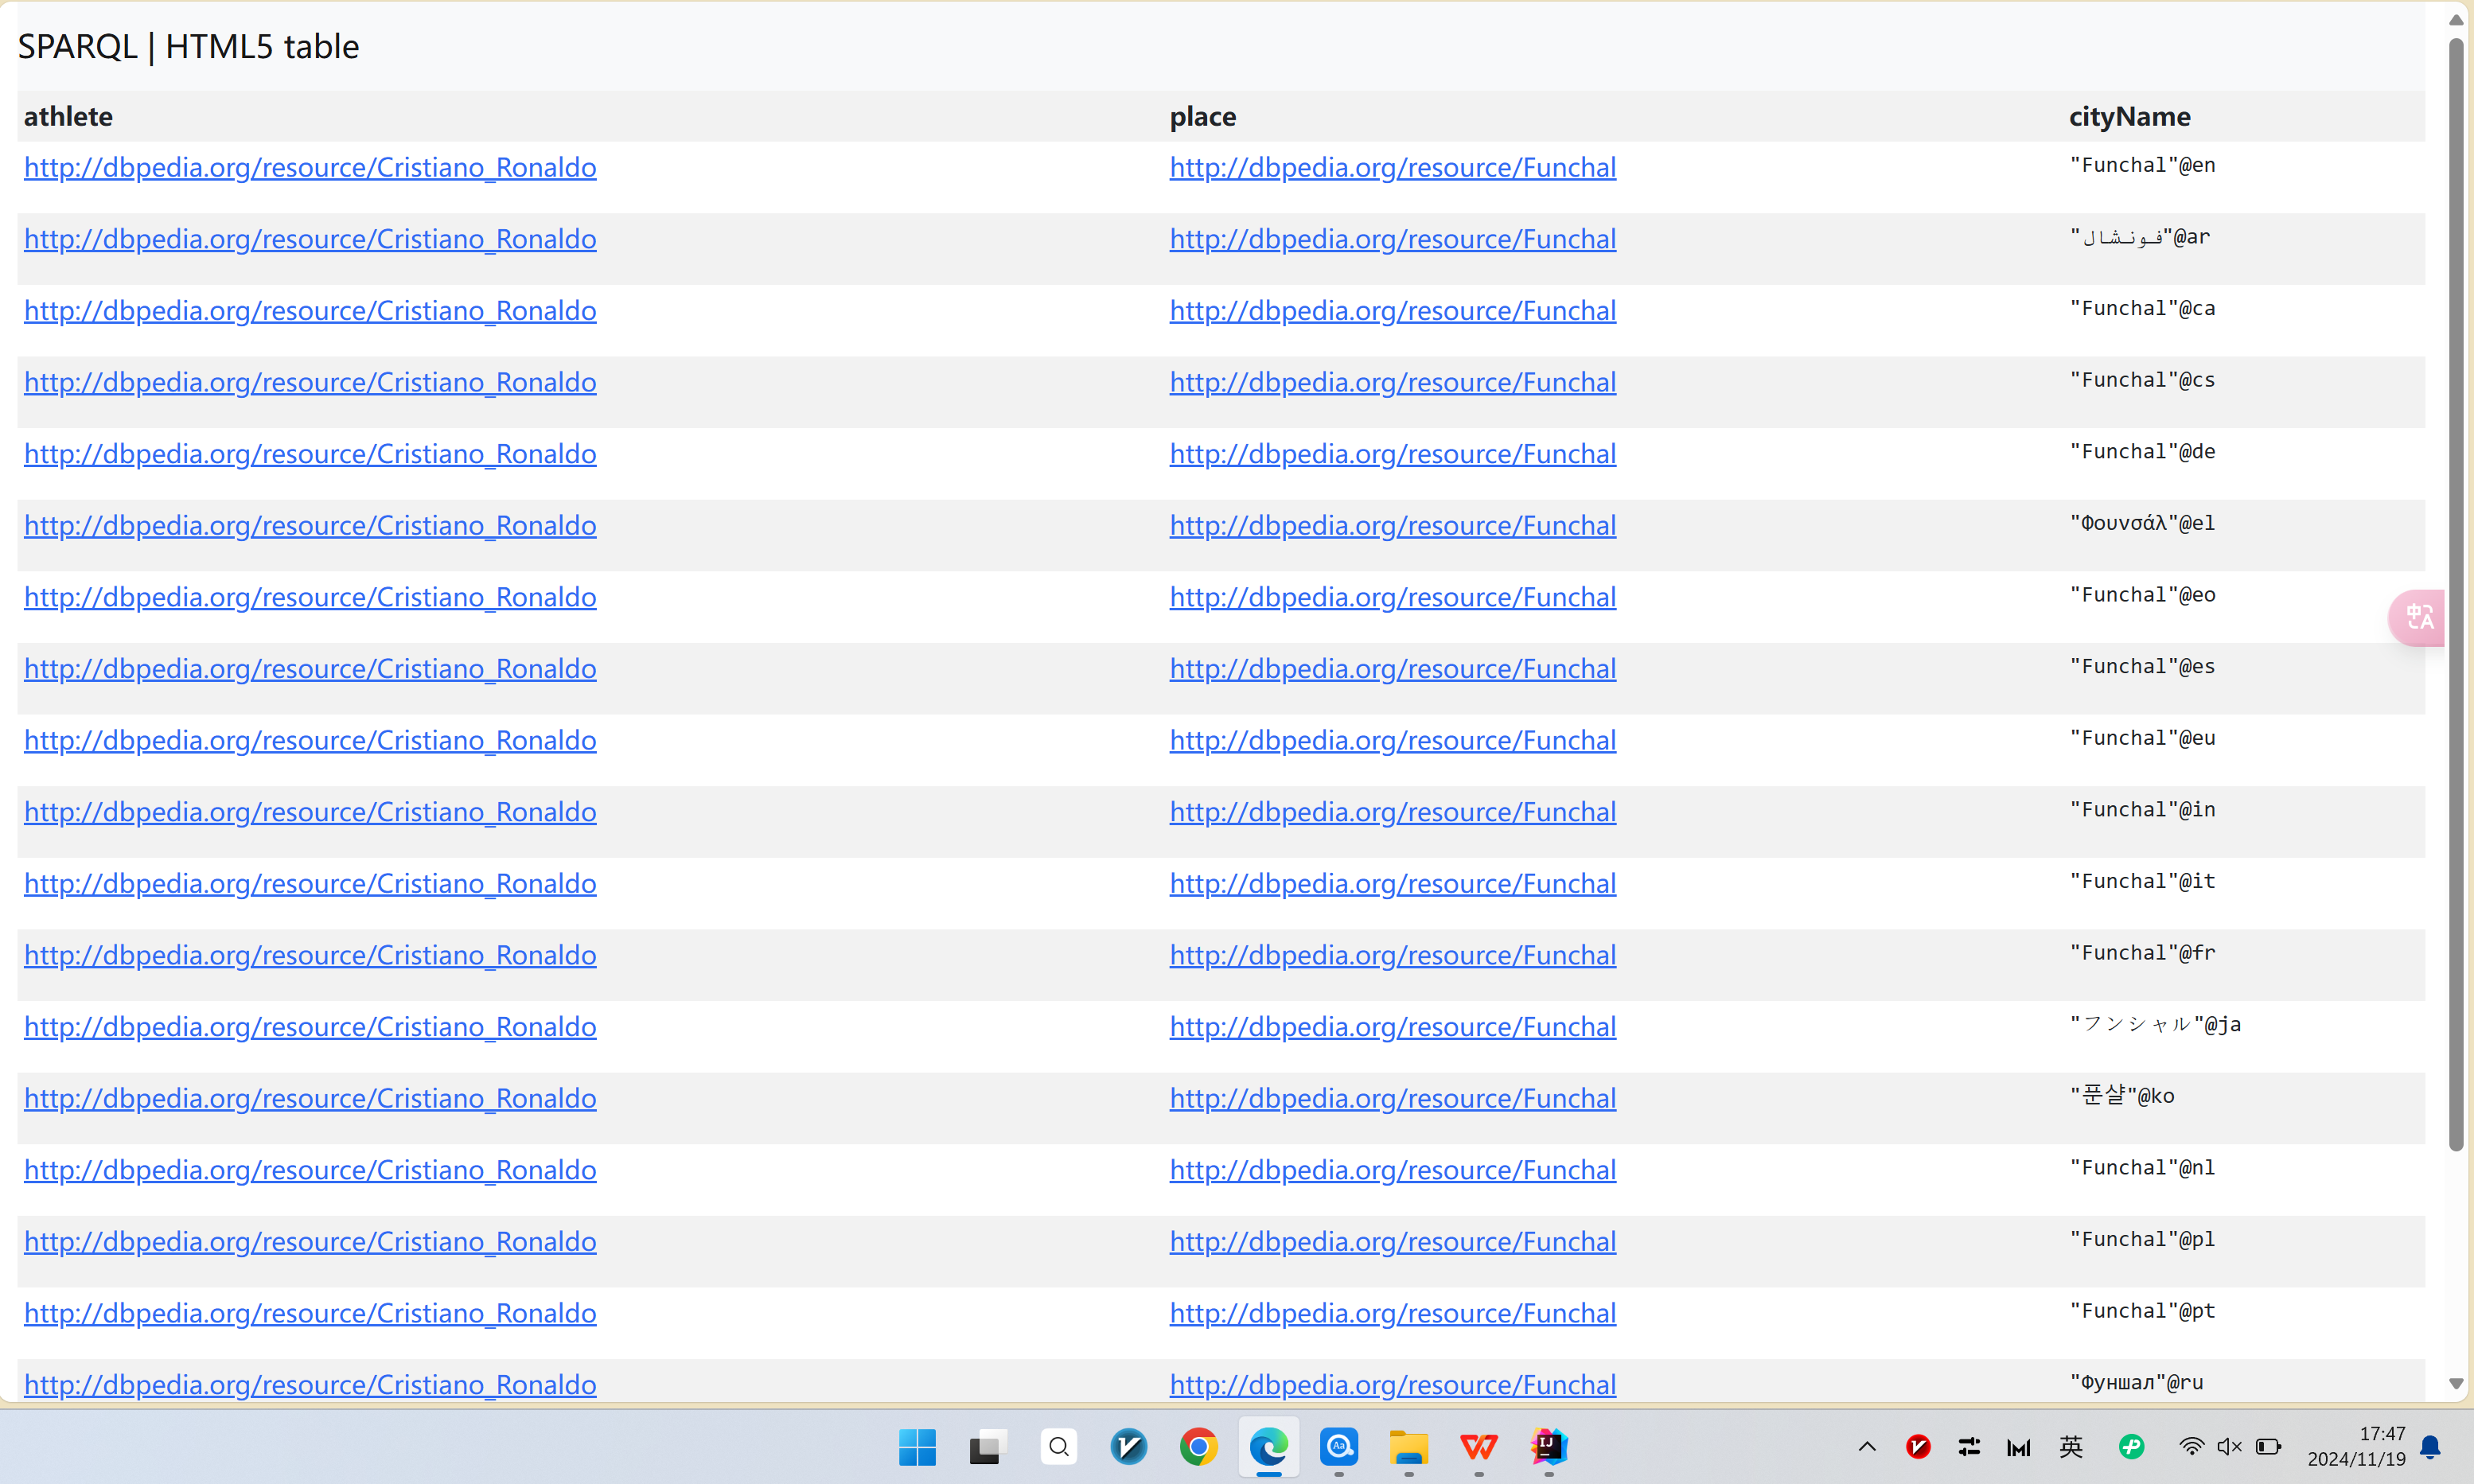 SPARQL | HTML5 table
athlete place cityName
http://dbpedia.org/resource/Cristiano_Ronaldo http://dbpedia.org/resource/Funchal "Funchal"@en
http://dbpedia.org/resource/Cristiano_Ronaldo http://dbpedia.org/resource/Funchal "فونشال"@ar
http://dbpedia.org/resource/Cristiano_Ronaldo http://dbpedia.org/resource/Funchal "Funchal"@ca
http://dbpedia.org/resource/Cristiano_Ronaldo http://dbpedia.org/resource/Funchal "Funchal"@cs
http://dbpedia.org/resource/Cristiano_Ronaldo http://dbpedia.org/resource/Funchal "Funchal"@de
http://dbpedia.org/resource/Cristiano_Ronaldo http://dbpedia.org/resource/Funchal "Φουνσάλ"@el
http://dbpedia.org/resource/Cristiano_Ronaldo http://dbpedia.org/resource/Funchal "Funchal"@eo
http://dbpedia.org/resource/Cristiano_Ronaldo http://dbpedia.org/resource/Funchal "Funchal"@es
http://dbpedia.org/resource/Cristiano_Ronaldo http://dbpedia.org/resource/Funchal "Funchal"@eu
http://dbpedia.org/resource/Cristiano_Ronaldo http://dbpedia.org/resource/Funchal "Funchal"@in
http://dbpedia.org/resource/Cristiano_Ronaldo http://dbpedia.org/resource/Funchal "Funchal"@it
http://dbpedia.org/resource/Cristiano_Ronaldo http://dbpedia.org/resource/Funchal "Funchal"@fr
http://dbpedia.org/resource/Cristiano_Ronaldo http://dbpedia.org/resource/Funchal "フンシャル"@ja
http://dbpedia.org/resource/Cristiano_Ronaldo http://dbpedia.org/resource/Funchal "푼샬"@ko
http://dbpedia.org/resource/Cristiano_Ronaldo http://dbpedia.org/resource/Funchal "Funchal"@nl
http://dbpedia.org/resource/Cristiano_Ronaldo http://dbpedia.org/resource/Funchal "Funchal"@pl
http://dbpedia.org/resource/Cristiano_Ronaldo http://dbpedia.org/resource/Funchal "Funchal"@pt
http://dbpedia.org/resource/Cristiano_Ronaldo http://dbpedia.org/resource/Funchal "Фуншал"@ru
英 17:47
2024/11/19